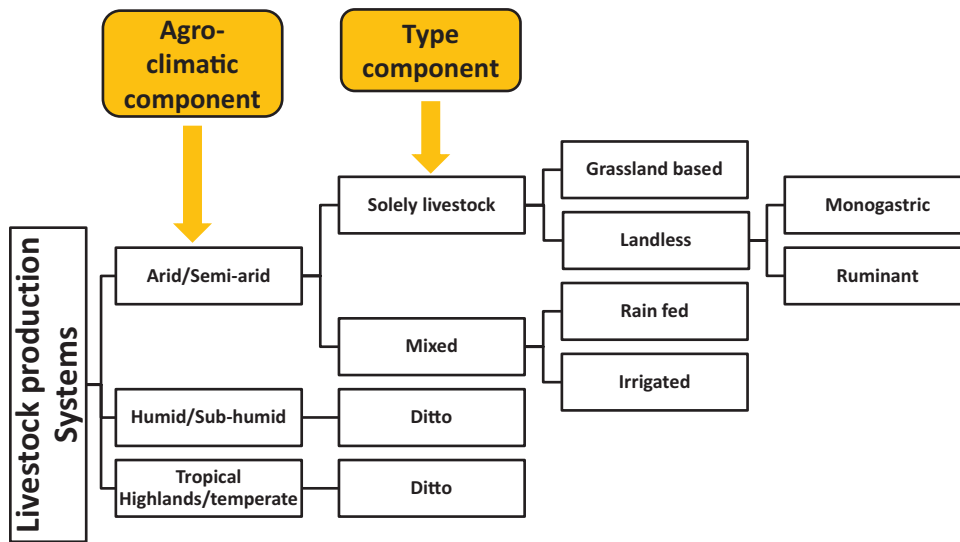 Agro-
climatic
component
Type
component
Livestock production
Systems
Arid/Semi-arid
Solely livestock
Grassland based
Landless
Monogastric
Ruminant
Mixed
Rain fed
Irrigated
Humid/Sub-humid
Ditto
Tropical
Highlands/temperate
Ditto